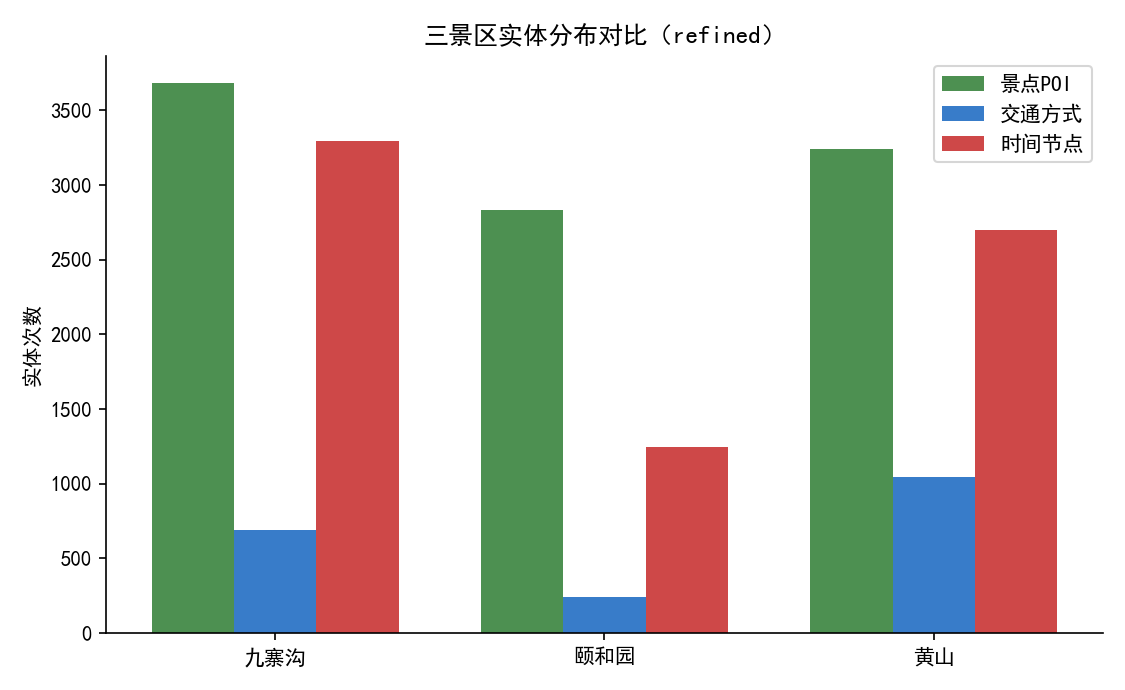 三景区实体分布对比（refined）
景点POI
交通方式
时间节点
实体次数
3500
3000
2500
2000
1500
1000
500
0
九寨沟
颐和园
黄山